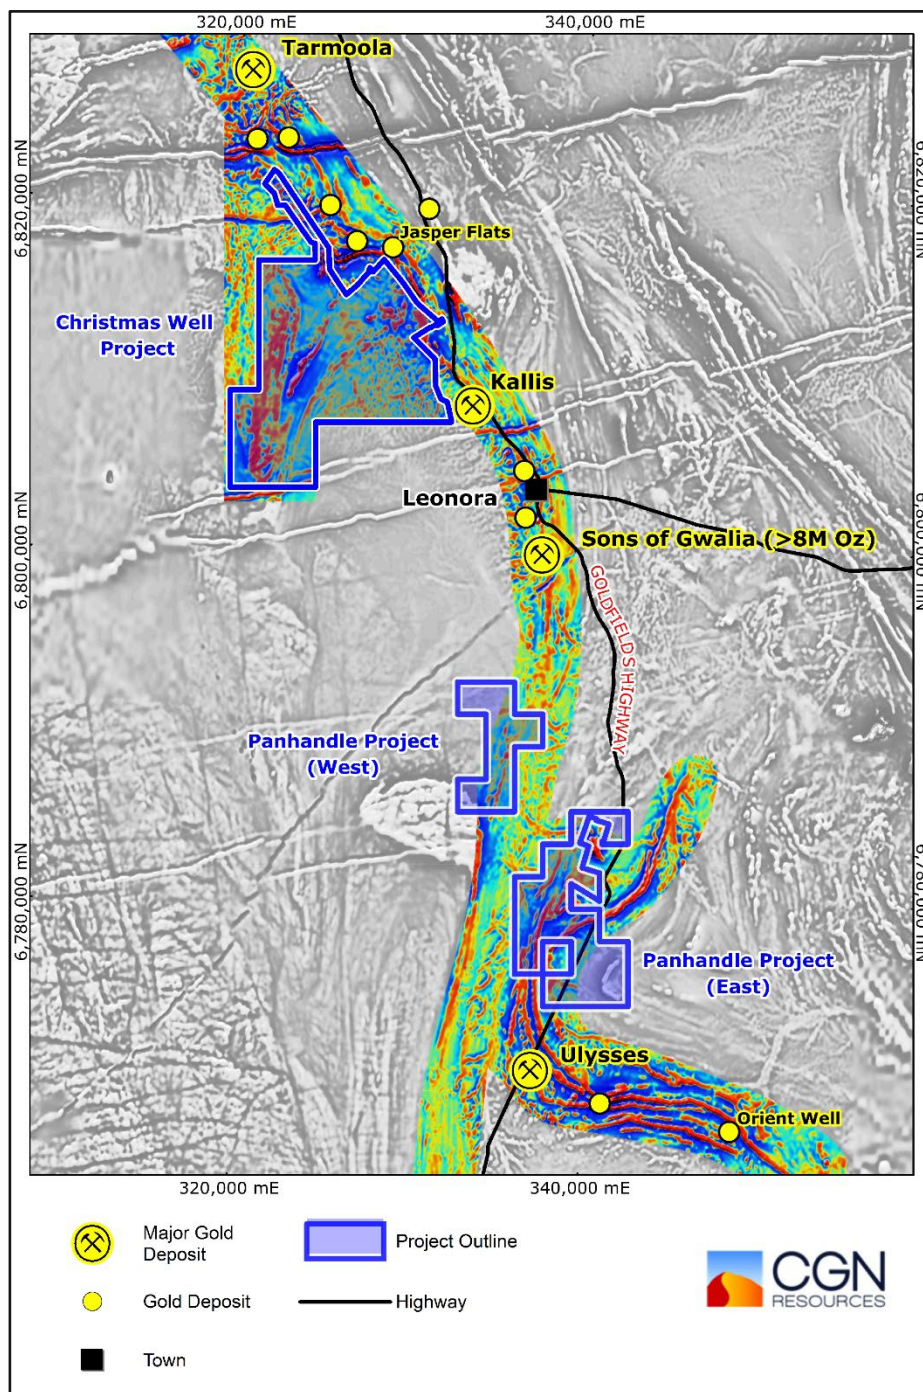 320,000 mE
340,000 mE
Tarmoola
6,820,000 mN
6,820,000 mN
Jasper Flats
Christmas Well
Project
Kallis
Leonora
Sons of Gwalia (>8M Oz)
6,800,000 mN
6,800,000 mN
GOLDFIELDS HIGHWAY
Panhandle Project
(West)
6,780,000 mN
6,780,000 mN
Panhandle Project
(East)
Ulysses
Orient Well
320,000 mE
340,000 mE
Major Gold
Deposit
Project Outline
Gold Deposit
Highway
Town
CGN
RESOURCES